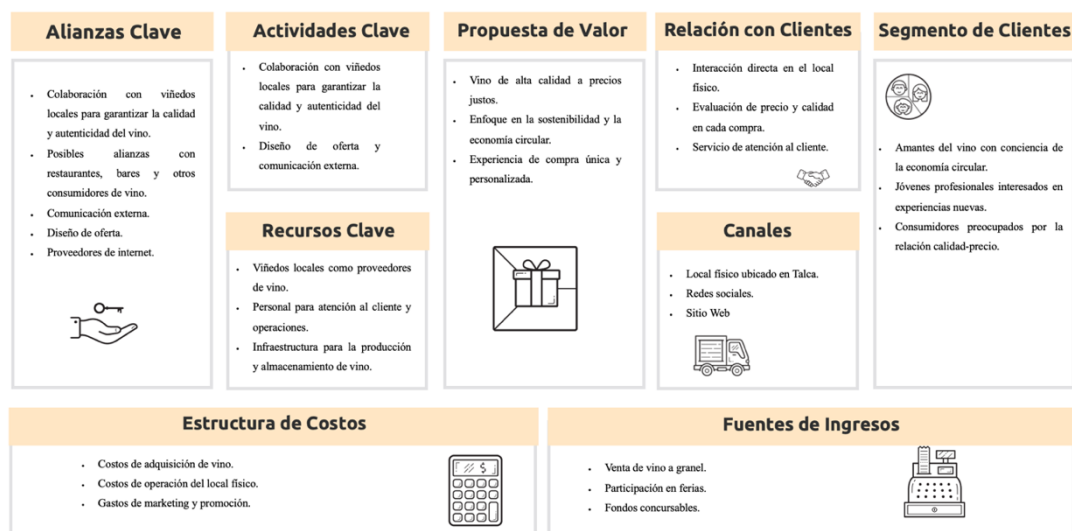 Alianzas Clave
Colaboración con viñedos
locales para garantizar la calidad
y autenticidad del vino.
Posibles alianzas con
restaurantes, bares y otros
consumidores de vino.
Comunicación externa.
Diseño de oferta.
Proveedores de internet.
Actividades Clave
Colaboración con viñedos
locales para garantizar la
calidad y autenticidad del
vino.
Diseño de oferta y
comunicación externa.
Recursos Clave
Viñedos locales como proveedores
de vino.
Personal para atención al cliente y
operaciones.
Infraestructura para la producción
y almacenamiento de vino.
Propuesta de Valor
Vino de alta calidad a precios
justos.
Enfoque en la sostenibilidad y la
economía circular.
Experiencia de compra única y
personalizada.
Relación con Clientes
Interacción directa en el local
físico.
Evaluación de precio y calidad
en cada compra.
Servicio de atención al cliente.
Canales
Local físico ubicado en Talca.
Redes sociales.
Sitio Web
Segmento de Clientes
Amantes del vino con conciencia de
la economía circular.
Jóvenes profesionales interesados en
experiencias nuevas.
Consumidores preocupados por la
relación calidad-precio.
Estructura de Costos
Costos de adquisición de vino.
Costos de operación del local físico.
Gastos de marketing y promoción.
$
Fuentes de Ingresos
Venta de vino a granel.
Participación en ferias.
Fondos concursables.